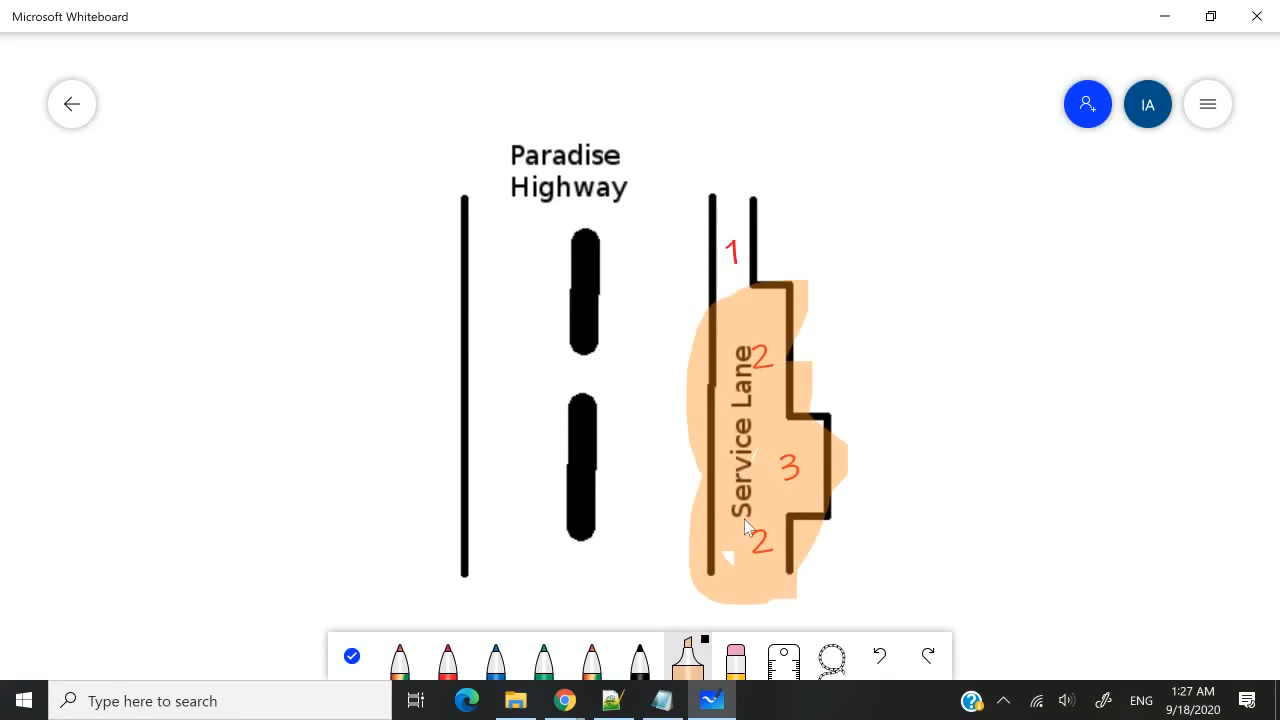 Microsoft Whiteboard
IA
Paradise
Highway
1
2
Service Lane
3
2
Type here to search
ENG
1:27 AM
9/18/2020